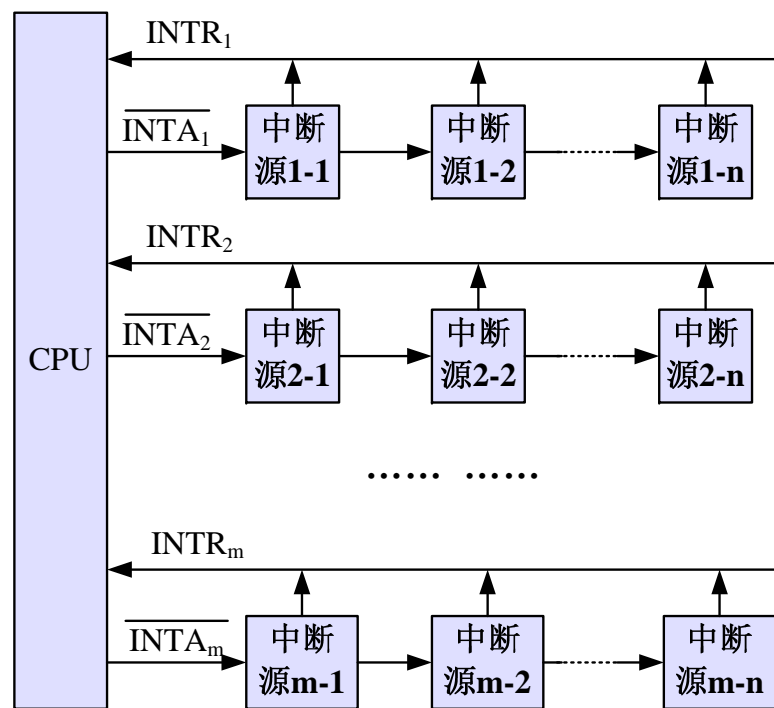 INTR₁
INTA₁
中断
源1-1
中断
源1-2
中断
源1-n
INTR₂
INTA₂
中断
源2-1
中断
源2-2
中断
源2-n
CPU
…… ……
INTRₘ
INTAₘ
中断
源m-1
中断
源m-2
中断
源m-n